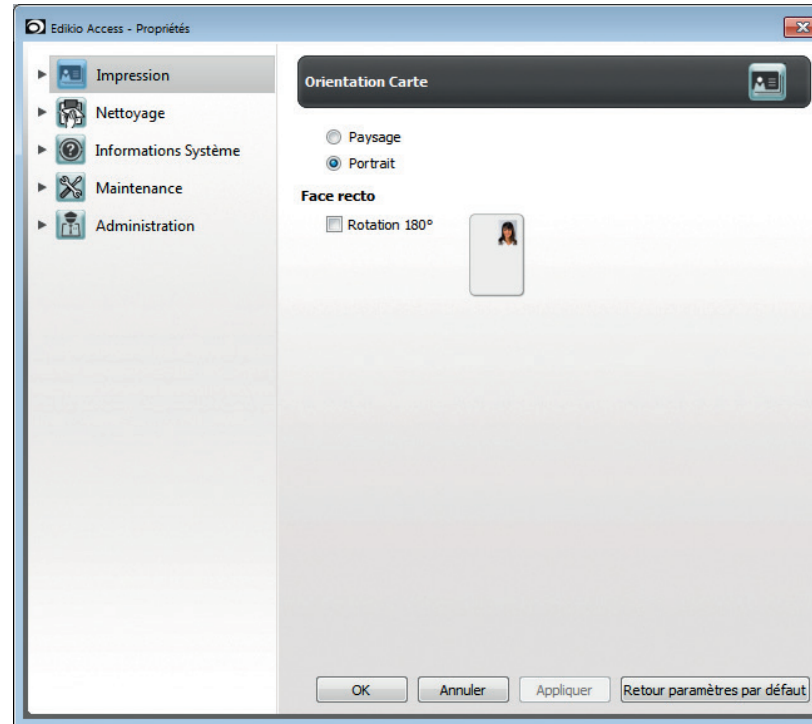 Edikio Access - Propriétés
Impression
Nettoyage
Informations Système
Maintenance
Administration
Orientation Carte
Paysage
Portrait
Face recto
Rotation 180°
OK
Annuler
Appliquer
Retour paramètres par défaut